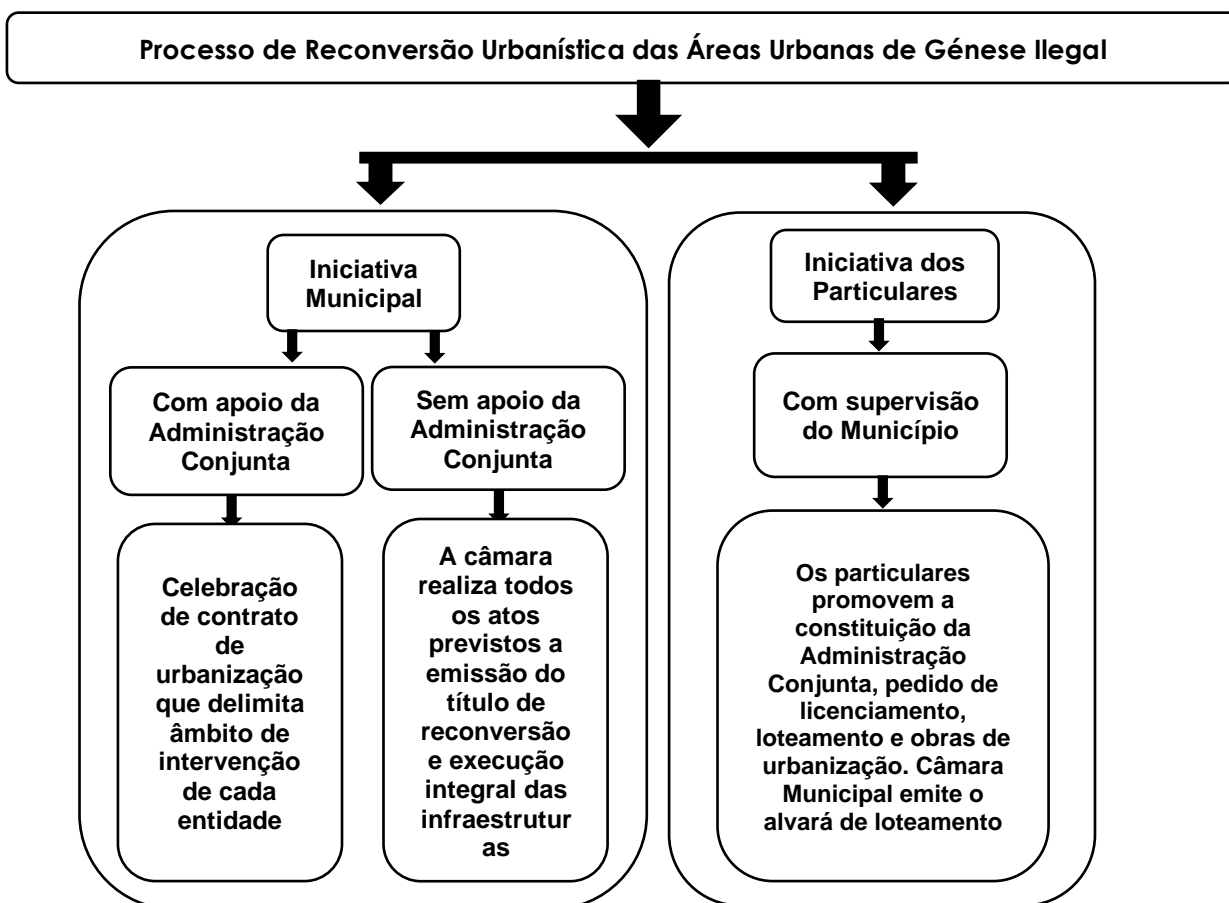 Processo de Reconversão Urbanística das Áreas Urbanas de Génese Ilegal
Iniciativa
Municipal
Com apoio da
Administração
Conjunta
Sem apoio da
Administração
Conjunta
Celebração
de contrato
de
urbanização
que delimita
âmbito de
intervenção
de cada
entidade
A câmara
realiza todos
os atos
previstos a
emissão do
título de
reconversão
e execução
integral das
infraestrutur
as
Iniciativa dos
Particulares
Com supervisão
do Município
Os particulares
promovem a
constituição da
Administração
Conjunta, pedido de
licenciamento,
loteamento e obras de
urbanização. Câmara
Municipal emite o
alvará de loteamento